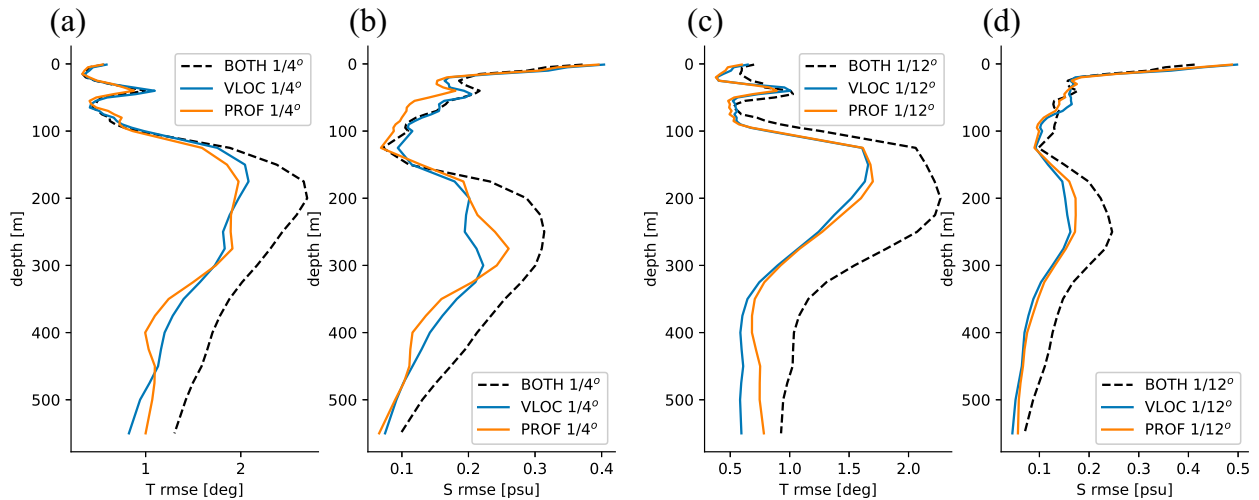 (a)
0
100
200
300
400
500
depth [m]
1
2
T rmse [deg]
BOTH 1/4°
VLOC 1/4°
PROF 1/4°
(b)
0
100
200
300
400
500
depth [m]
0.1
0.2
0.3
0.4
S rmse [psu]
BOTH 1/4°
VLOC 1/4°
PROF 1/4°
(c)
0
100
200
300
400
500
depth [m]
0.5
1.0
1.5
2.0
T rmse [deg]
BOTH 1/12°
VLOC 1/12°
PROF 1/12°
(d)
0
100
200
300
400
500
depth [m]
0.1
0.2
0.3
0.4
0.5
S rmse [psu]
BOTH 1/12°
VLOC 1/12°
PROF 1/12°